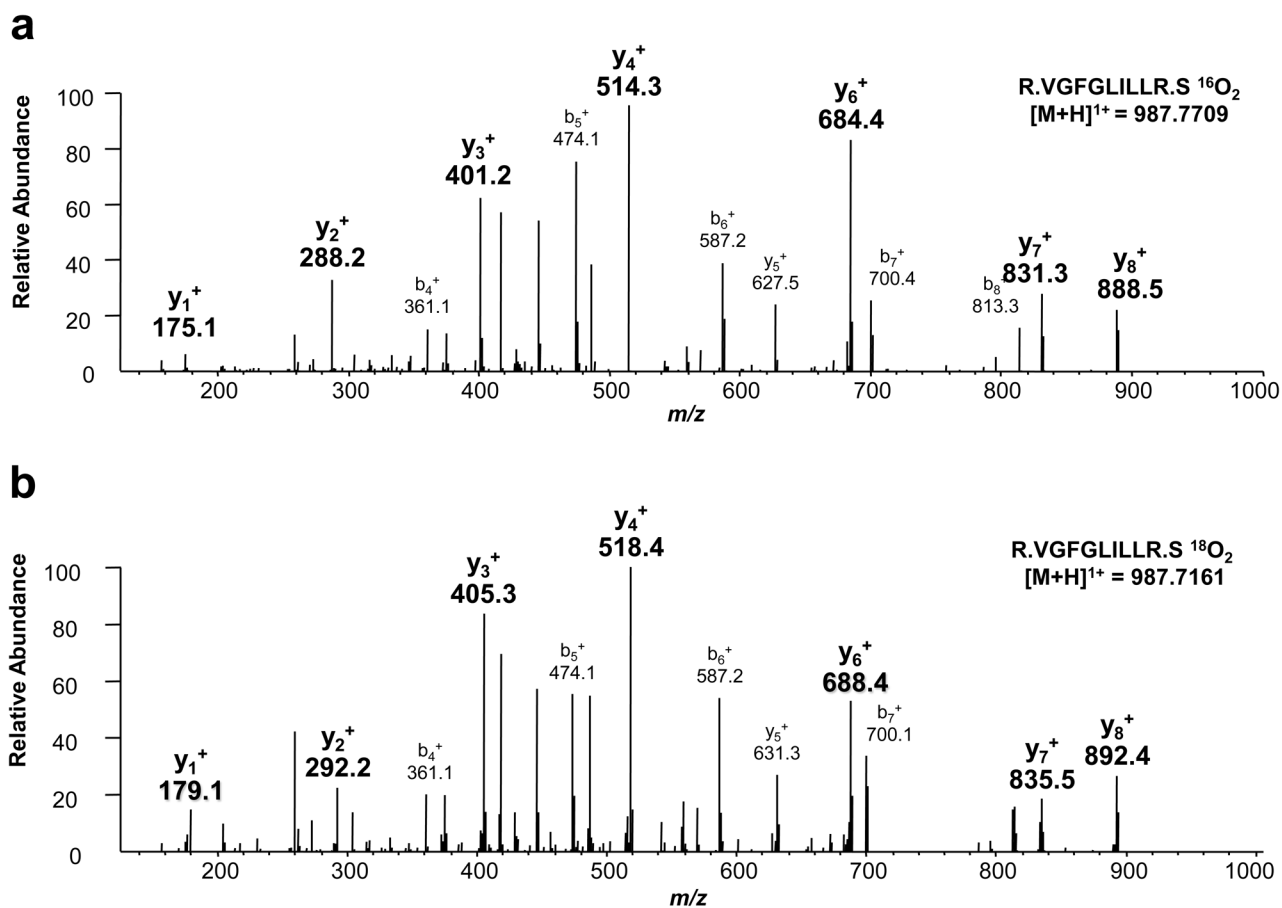 a
y4+
514.3
y6+
684.4
R.VGFGLILLR.S 16O2
[M+H]1+ = 987.7709
b5+
474.1
y3+
401.2
y2+
288.2
b6+
587.2
y5+
627.5
b7+
700.4
y7+
831.3
y8+
888.5
b8+
813.3
b4+
361.1
y1+
175.1
Relative Abundance
100
80
60
40
20
0
200 300 400 500 600 700 800 900 1000
m/z
b
y4+
518.4
R.VGFGLILLR.S 18O2
[M+H]1+ = 987.7161
y3+
405.3
b5+
474.1
b6+
587.2
y6+
688.4
b7+
700.1
y5+
631.3
y7+
835.5
y8+
892.4
y2+
292.2
b4+
361.1
y1+
179.1
Relative Abundance
100
80
60
40
20
0
200 300 400 500 600 700 800 900 1000
m/z